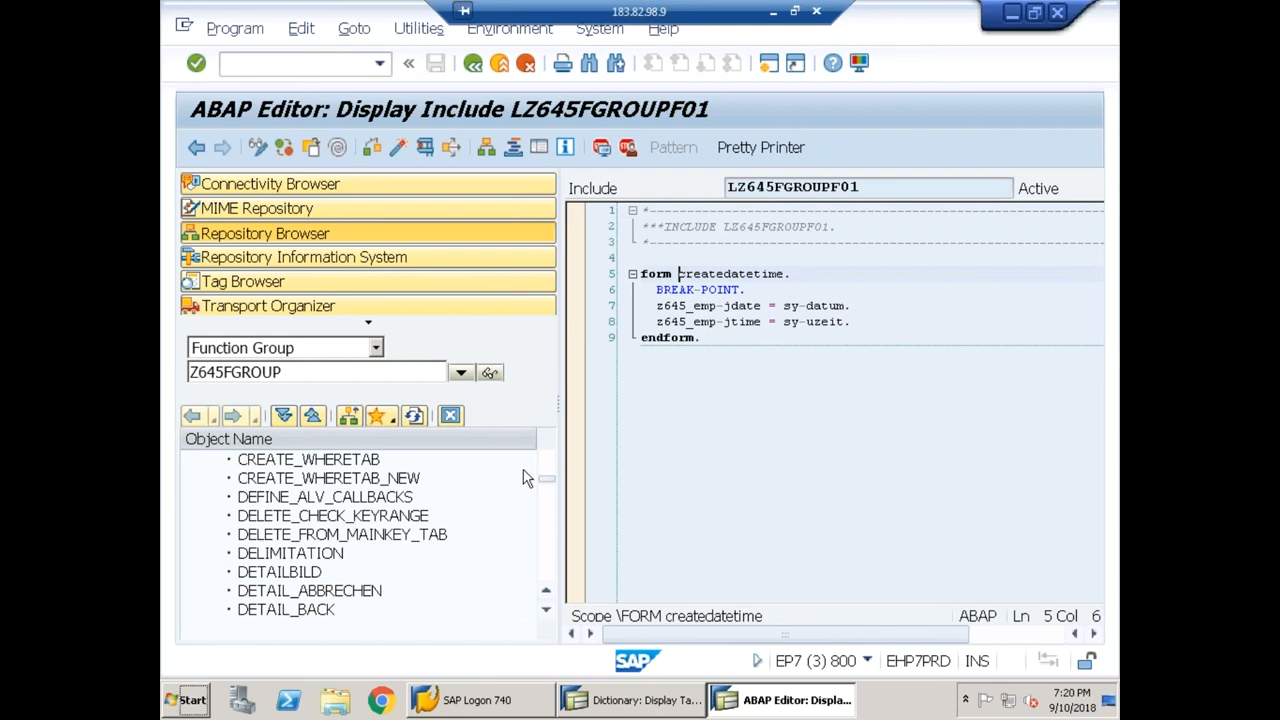 183.82.98.9
Program Edit Goto Utilities Environment System Help
ABAP Editor: Display Include LZ645FGROUPF01
Pattern Pretty Printer
Connectivity Browser
MIME Repository
Repository Browser
Repository Information System
Tag Browser
Transport Organizer
Function Group
Z645FGROUP
Object Name
CREATE_WHERETAB
CREATE_WHERETAB_NEW
DEFINE_ALV_CALLBACKS
DELETE_CHECK_KEYRANGE
DELETE_FROM_MAINKEY_TAB
DELIMITATION
DETAILBILD
DETAIL_ABBRECHEN
DETAIL_BACK
Include LZ645FGROUPF01 Active
1 *----------------------------------------------------------------------
2 ***INCLUDE LZ645FGROUPF01.
3 *----------------------------------------------------------------------
4
5 form createdatetime.
6 BREAK-POINT.
7 z645_emp-jdate = sy-datum.
8 z645_emp-jtime = sy-uzeit.
9 endform.
Scope \FORM createdatetime ABAP Ln 5 Col 6
SAP EP7 (3) 800 EHP7PRD INS
Start SAP Logon 740 Dictionary: Display Ta... ABAP Editor: Displa... 7:20 PM
9/10/2018